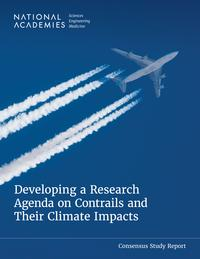 NATIONAL
ACADEMIES
Sciences
Engineering
Medicine
Developing a Research
Agenda on Contrails and
Their Climate Impacts
Consensus Study Report